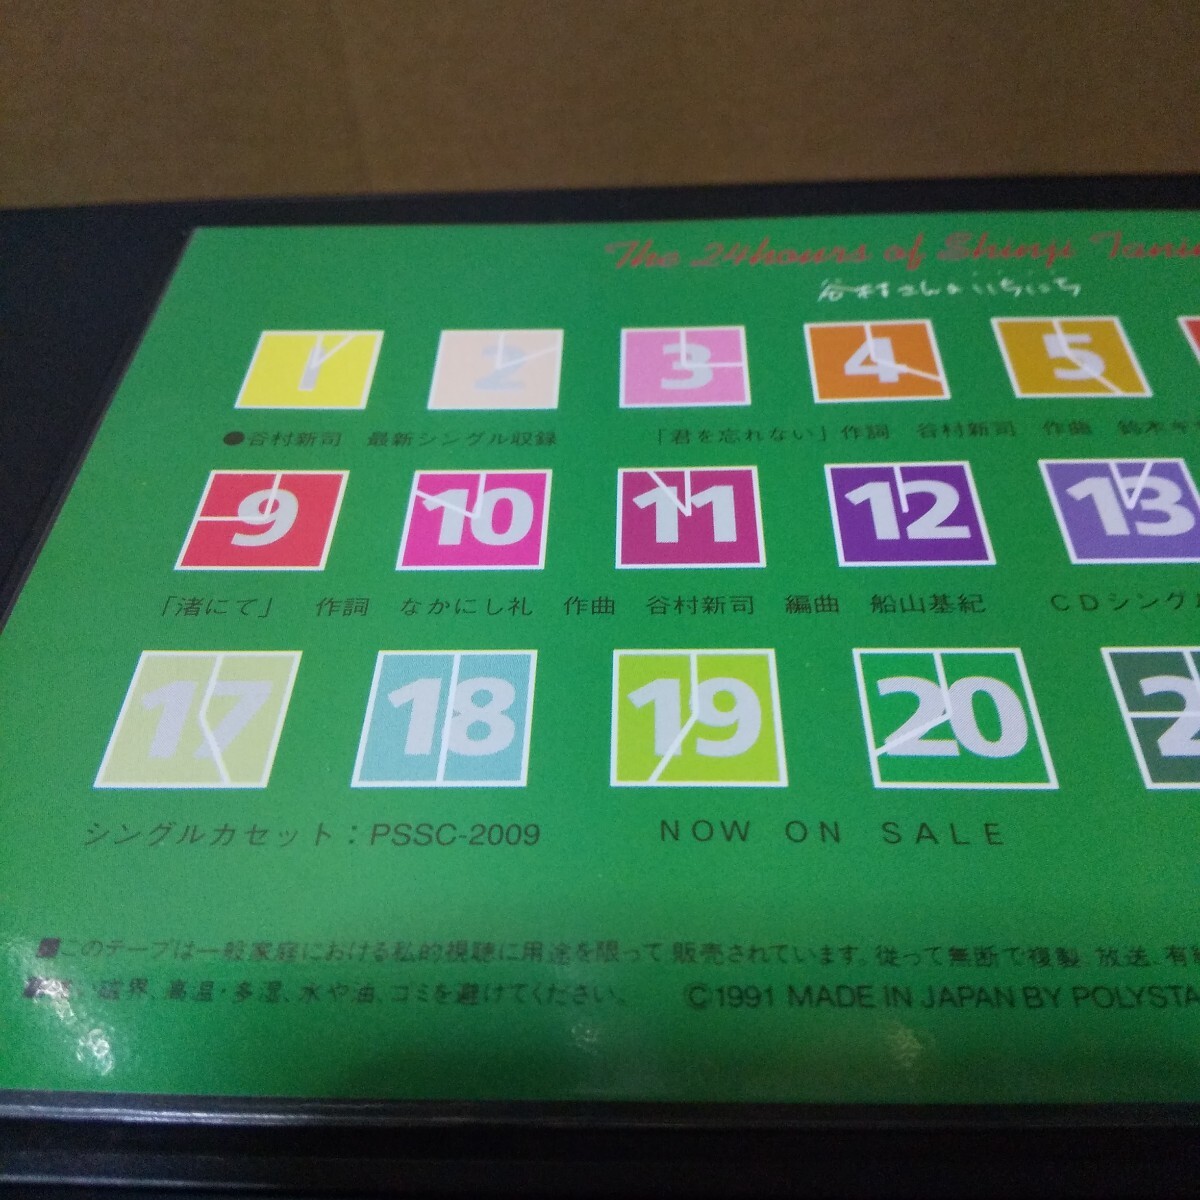 The 24hours of Shinji
谷村さんのいちにち
1 2 3 4 5
●谷村新司 最新シングル収録 「君を忘れない」作詞 谷村新司 作曲 鈴木キ
9 10 11 12 13
「渚にて」 作詞 なかにし礼 作曲 谷村新司 編曲 船山基紀 CDシング
17 18 19 20 2
シングルカセット：PSSC-2009 NOW ON SALE
■このテープは一般家庭における私的視聴に用途を限って販売されています。従って無断で複製、放送、有
磁界、高温・多湿、水や油、ゴミを避けてください。 ©1991 MADE IN JAPAN BY POLYSTA